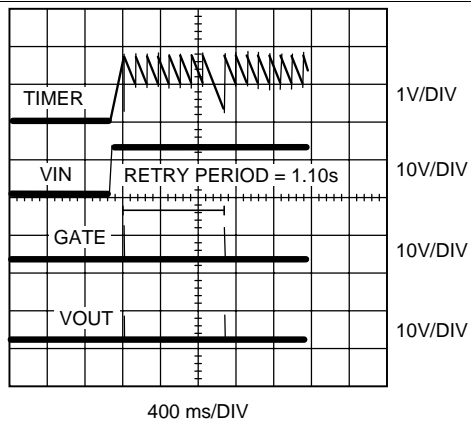 TIMER
1V/DIV
VIN
RETRY PERIOD = 1.10s
10V/DIV
GATE
10V/DIV
VOUT
10V/DIV
400 ms/DIV